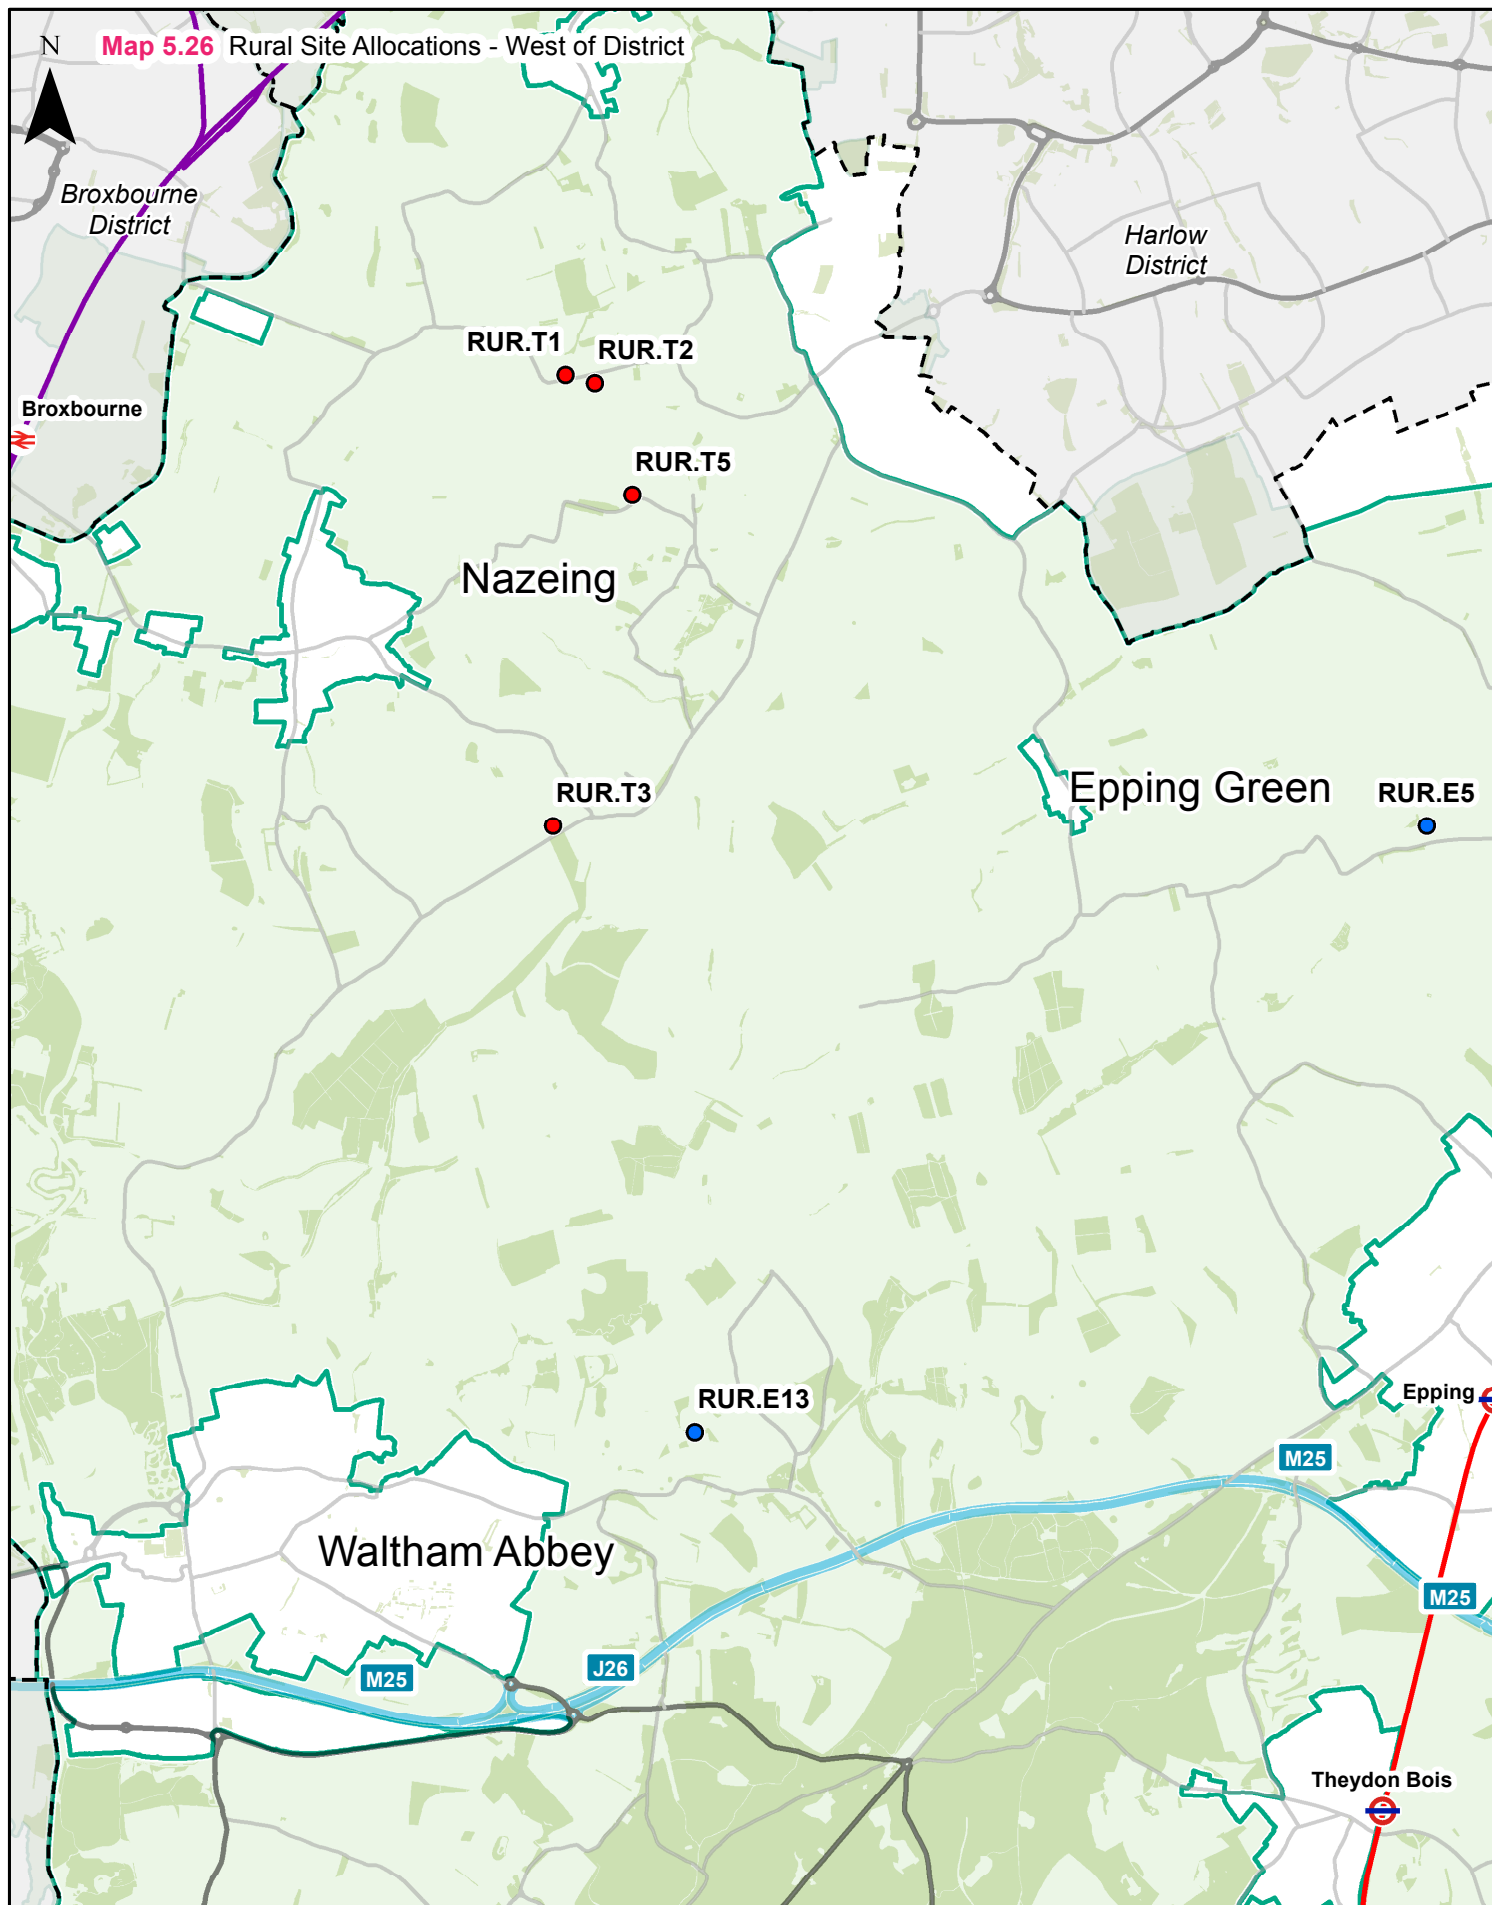 N
Map 5.26 Rural Site Allocations - West of District
Broxbourne
District
Harlow
District
RUR.T1
RUR.T2
Broxbourne
RUR.T5
Nazeing
RUR.T3
Epping Green
RUR.E5
RUR.E13
Epping
M25
Waltham Abbey
M25
J26
M25
Theydon Bois